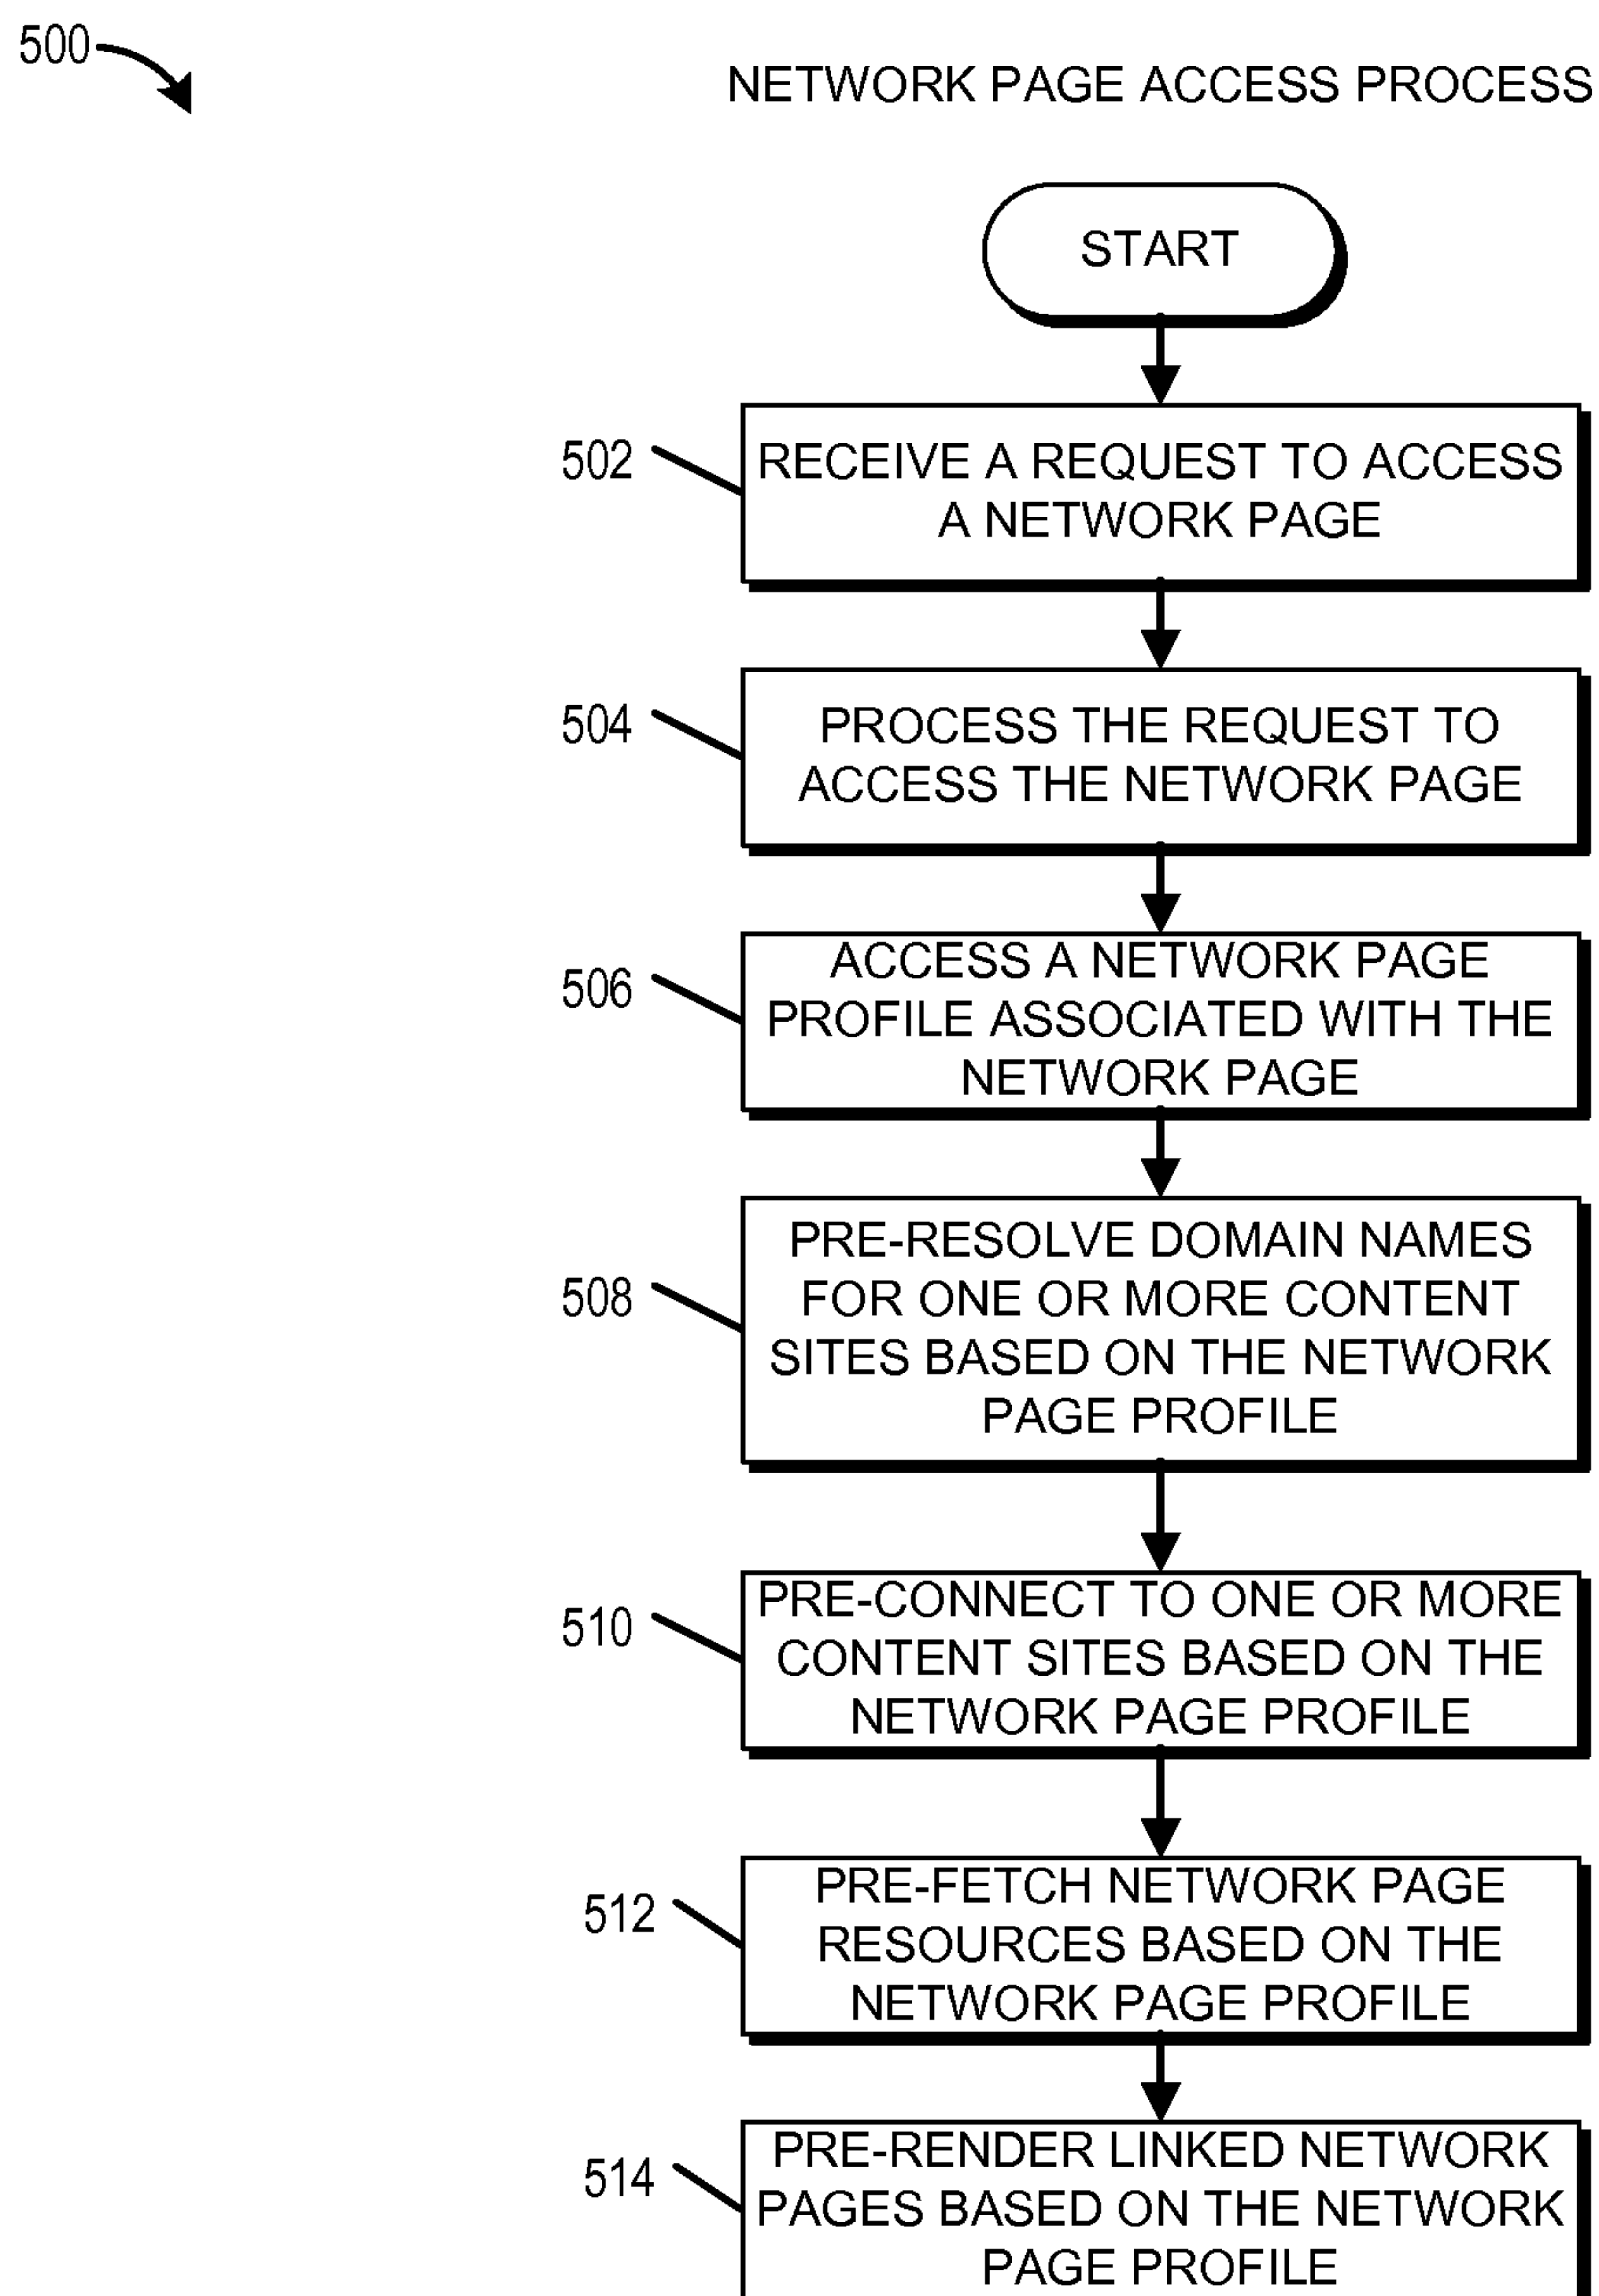 500
NETWORK PAGE ACCESS PROCESS
START
502
RECEIVE A REQUEST TO ACCESS
A NETWORK PAGE
504
PROCESS THE REQUEST TO
ACCESS THE NETWORK PAGE
506
ACCESS A NETWORK PAGE
PROFILE ASSOCIATED WITH THE
NETWORK PAGE
508
PRE-RESOLVE DOMAIN NAMES
FOR ONE OR MORE CONTENT
SITES BASED ON THE NETWORK
PAGE PROFILE
510
PRE-CONNECT TO ONE OR MORE
CONTENT SITES BASED ON THE
NETWORK PAGE PROFILE
512
PRE-FETCH NETWORK PAGE
RESOURCES BASED ON THE
NETWORK PAGE PROFILE
514
PRE-RENDER LINKED NETWORK
PAGES BASED ON THE NETWORK
PAGE PROFILE